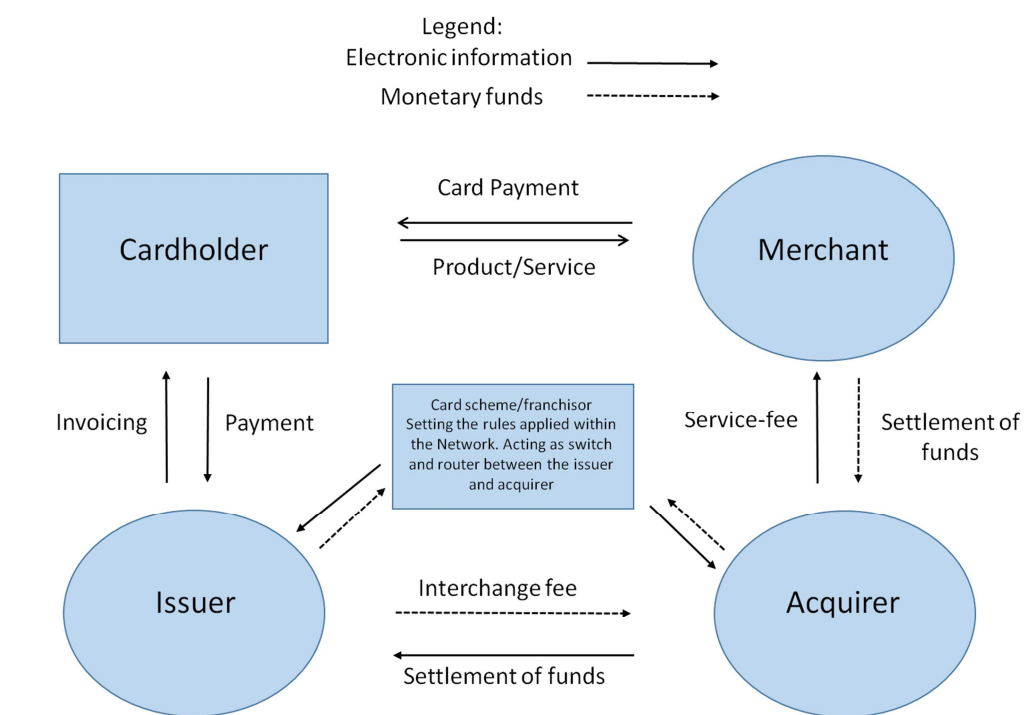 Legend:
Electronic information
Monetary funds
Card Payment
Cardholder
Merchant
Product/Service
Card scheme/franchisor
Setting the rules applied within
the Network. Acting as switch
and router between the issuer
and acquirer
Invoicing
Payment
Service-fee
Settlement of
funds
Interchange fee
Issuer
Acquirer
Settlement of funds